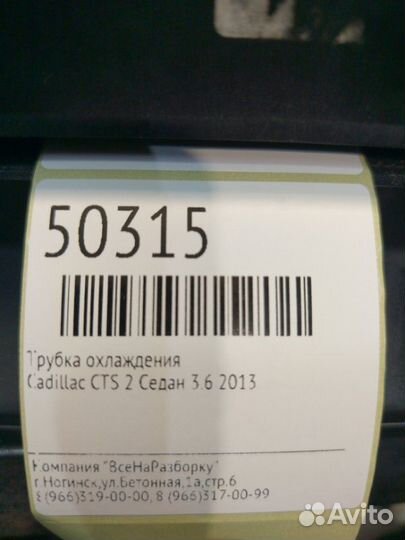 50315
Трубка охлаждения
Cadillac CTS 2 Седан 3.6 2013
Компания "ВсеНаРазборку"
г.Ногинск,ул.Бетонная,1а,стр.6
8 (966)319-00-00, 8 (966)317-00-99
Avito